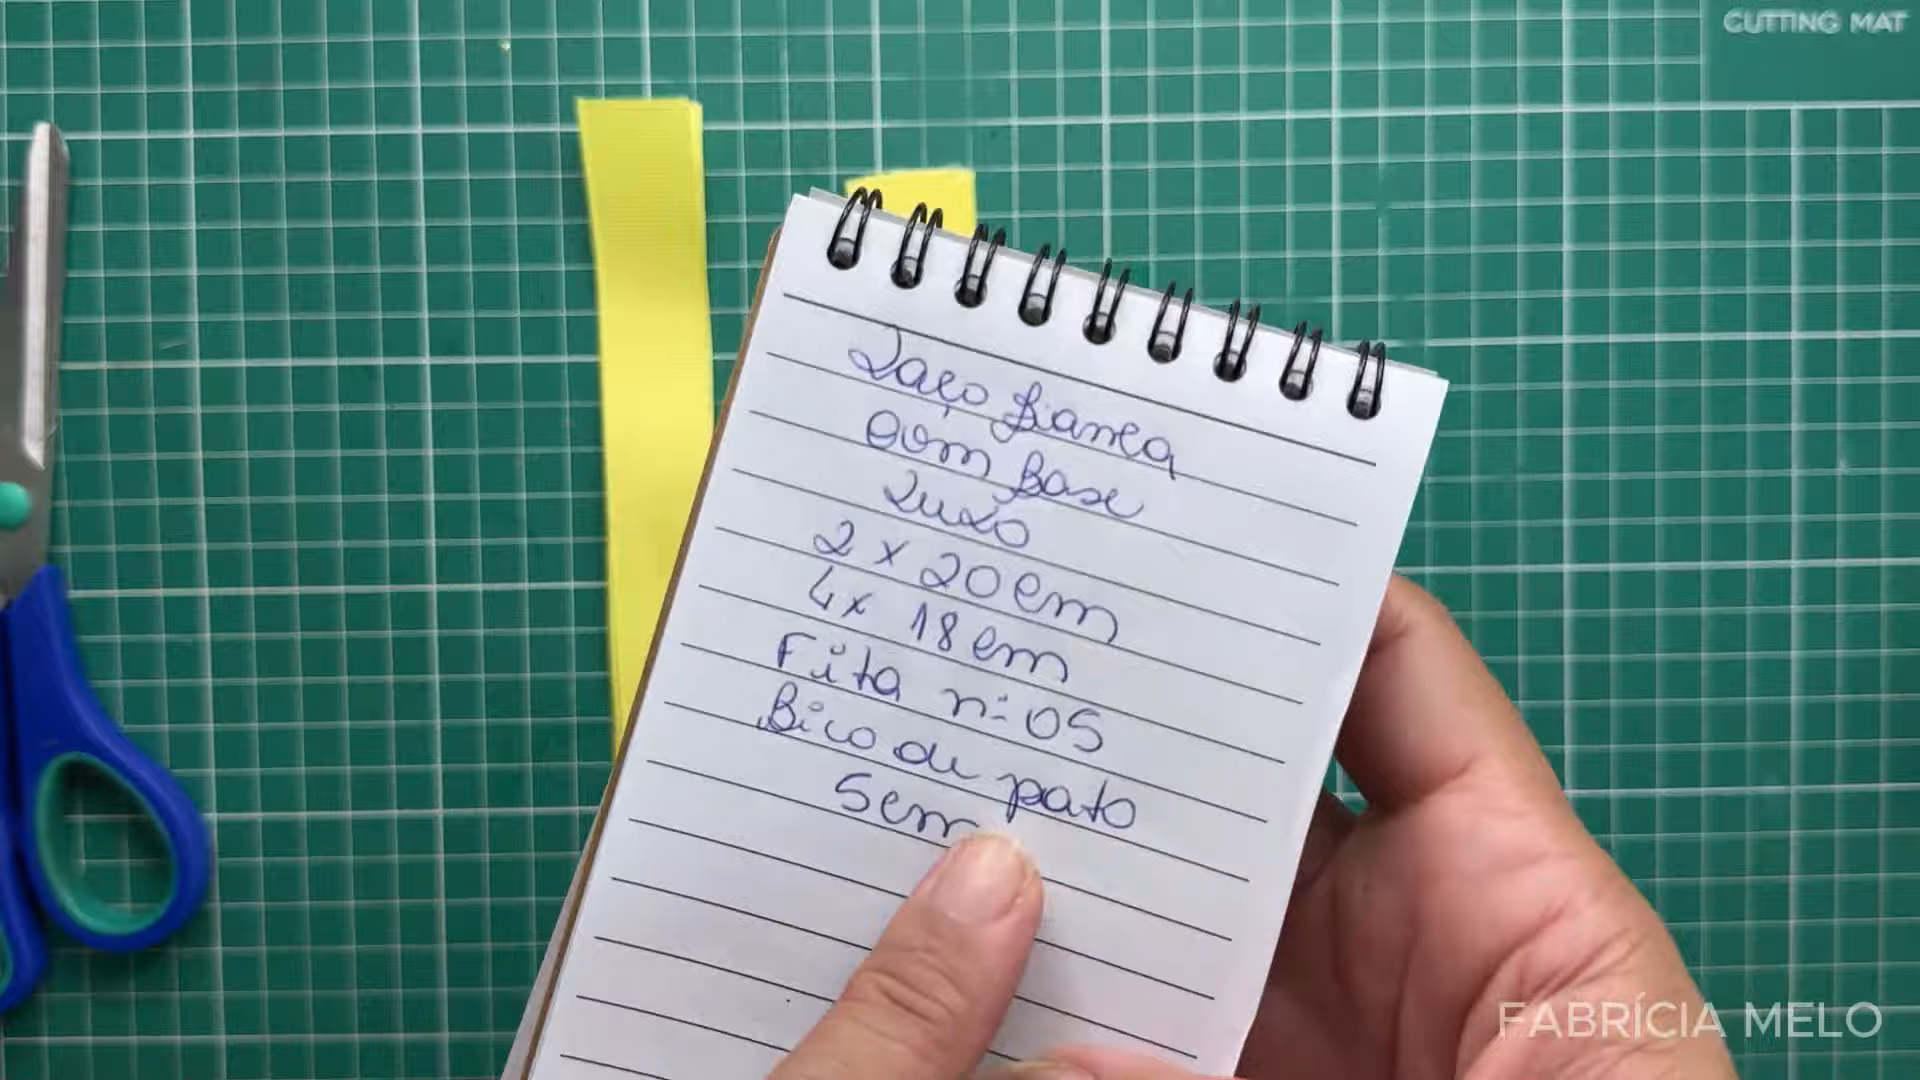 CUTTING MAT
Laço Bianca
Com Base
Luxo
2 x 20 cm
4 x 18 cm
Fita nº 05
Bico de pato
5 cm
FABRÍCIA MELO